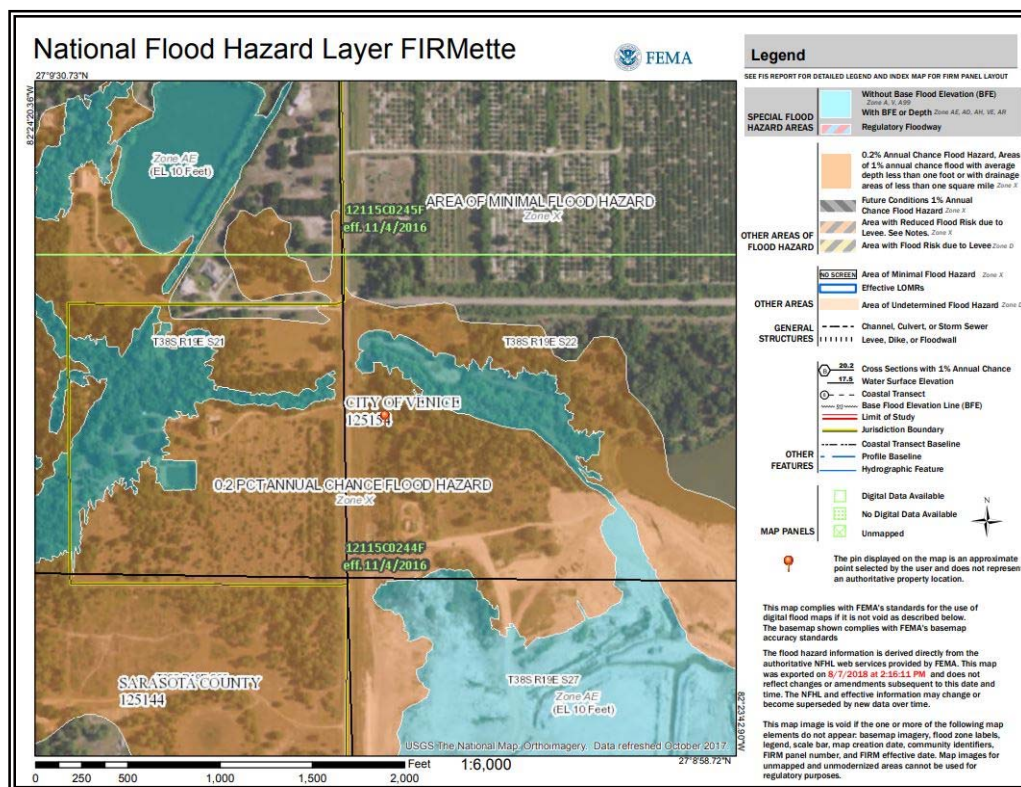 National Flood Hazard Layer FIRMette
FEMA
27°9'30.73"N
82°24'20.36"W
Zone AE
(EL 10 Feet)
AREA OF MINIMAL FLOOD HAZARD
Zone X
12115C0245F
eff. 11/4/2016
T38S R19E S21
T38S R19E S22
CITY OF VENICE
125154
0.2 PCT ANNUAL CHANCE FLOOD HAZARD
Zone X
12115C0244F
eff. 11/4/2016
SARASOTA COUNTY
125144
T38S R19E S27
Zone AE
(EL 10 Feet)
82°23'42.90"W
USGS The National Map: Orthoimagery. Data refreshed October 2017.
27°8'58.72"N
Feet
1:6,000
0 250 500 1,000 1,500 2,000
Legend
SEE FIS REPORT FOR DETAILED LEGEND AND INDEX MAP FOR FIRM PANEL LAYOUT
SPECIAL FLOOD
HAZARD AREAS
Without Base Flood Elevation (BFE)
Zone A, V, A99
With BFE or Depth Zone AE, AO, AH, VE, AR
Regulatory Floodway
OTHER AREAS OF
FLOOD HAZARD
0.2% Annual Chance Flood Hazard, Areas
of 1% annual chance flood with average
depth less than one foot or with drainage
areas of less than one square mile Zone X
Future Conditions 1% Annual
Chance Flood Hazard Zone X
Area with Reduced Flood Risk due to
Levee. See Notes. Zone X
Area with Flood Risk due to Levee Zone D
OTHER AREAS
NO SCREEN Area of Minimal Flood Hazard Zone X
Effective LOMRs
Area of Undetermined Flood Hazard Zone D
GENERAL
STRUCTURES
Channel, Culvert, or Storm Sewer
Levee, Dike, or Floodwall
OTHER
FEATURES
B 20.2 Cross Sections with 1% Annual Chance
17.5 Water Surface Elevation
8 Coastal Transect
513 Base Flood Elevation Line (BFE)
Limit of Study
Jurisdiction Boundary
Coastal Transect Baseline
Profile Baseline
Hydrographic Feature
MAP PANELS
Digital Data Available
No Digital Data Available
Unmapped
N
The pin displayed on the map is an approximate
point selected by the user and does not represent
an authoritative property location.
This map complies with FEMA's standards for the use of
digital flood maps if it is not void as described below.
The basemap shown complies with FEMA's basemap
accuracy standards
The flood hazard information is derived directly from the
authoritative NFHL web services provided by FEMA. This map
was exported on 8/7/2018 at 2:16:11 PM and does not
reflect changes or amendments subsequent to this date and
time. The NFHL and effective information may change or
become superseded by new data over time.
This map image is void if the one or more of the following map
elements do not appear: basemap imagery, flood zone labels,
legend, scale bar, map creation date, community identifiers,
FIRM panel number, and FIRM effective date. Map images for
unmapped and unmodernized areas cannot be used for
regulatory purposes.